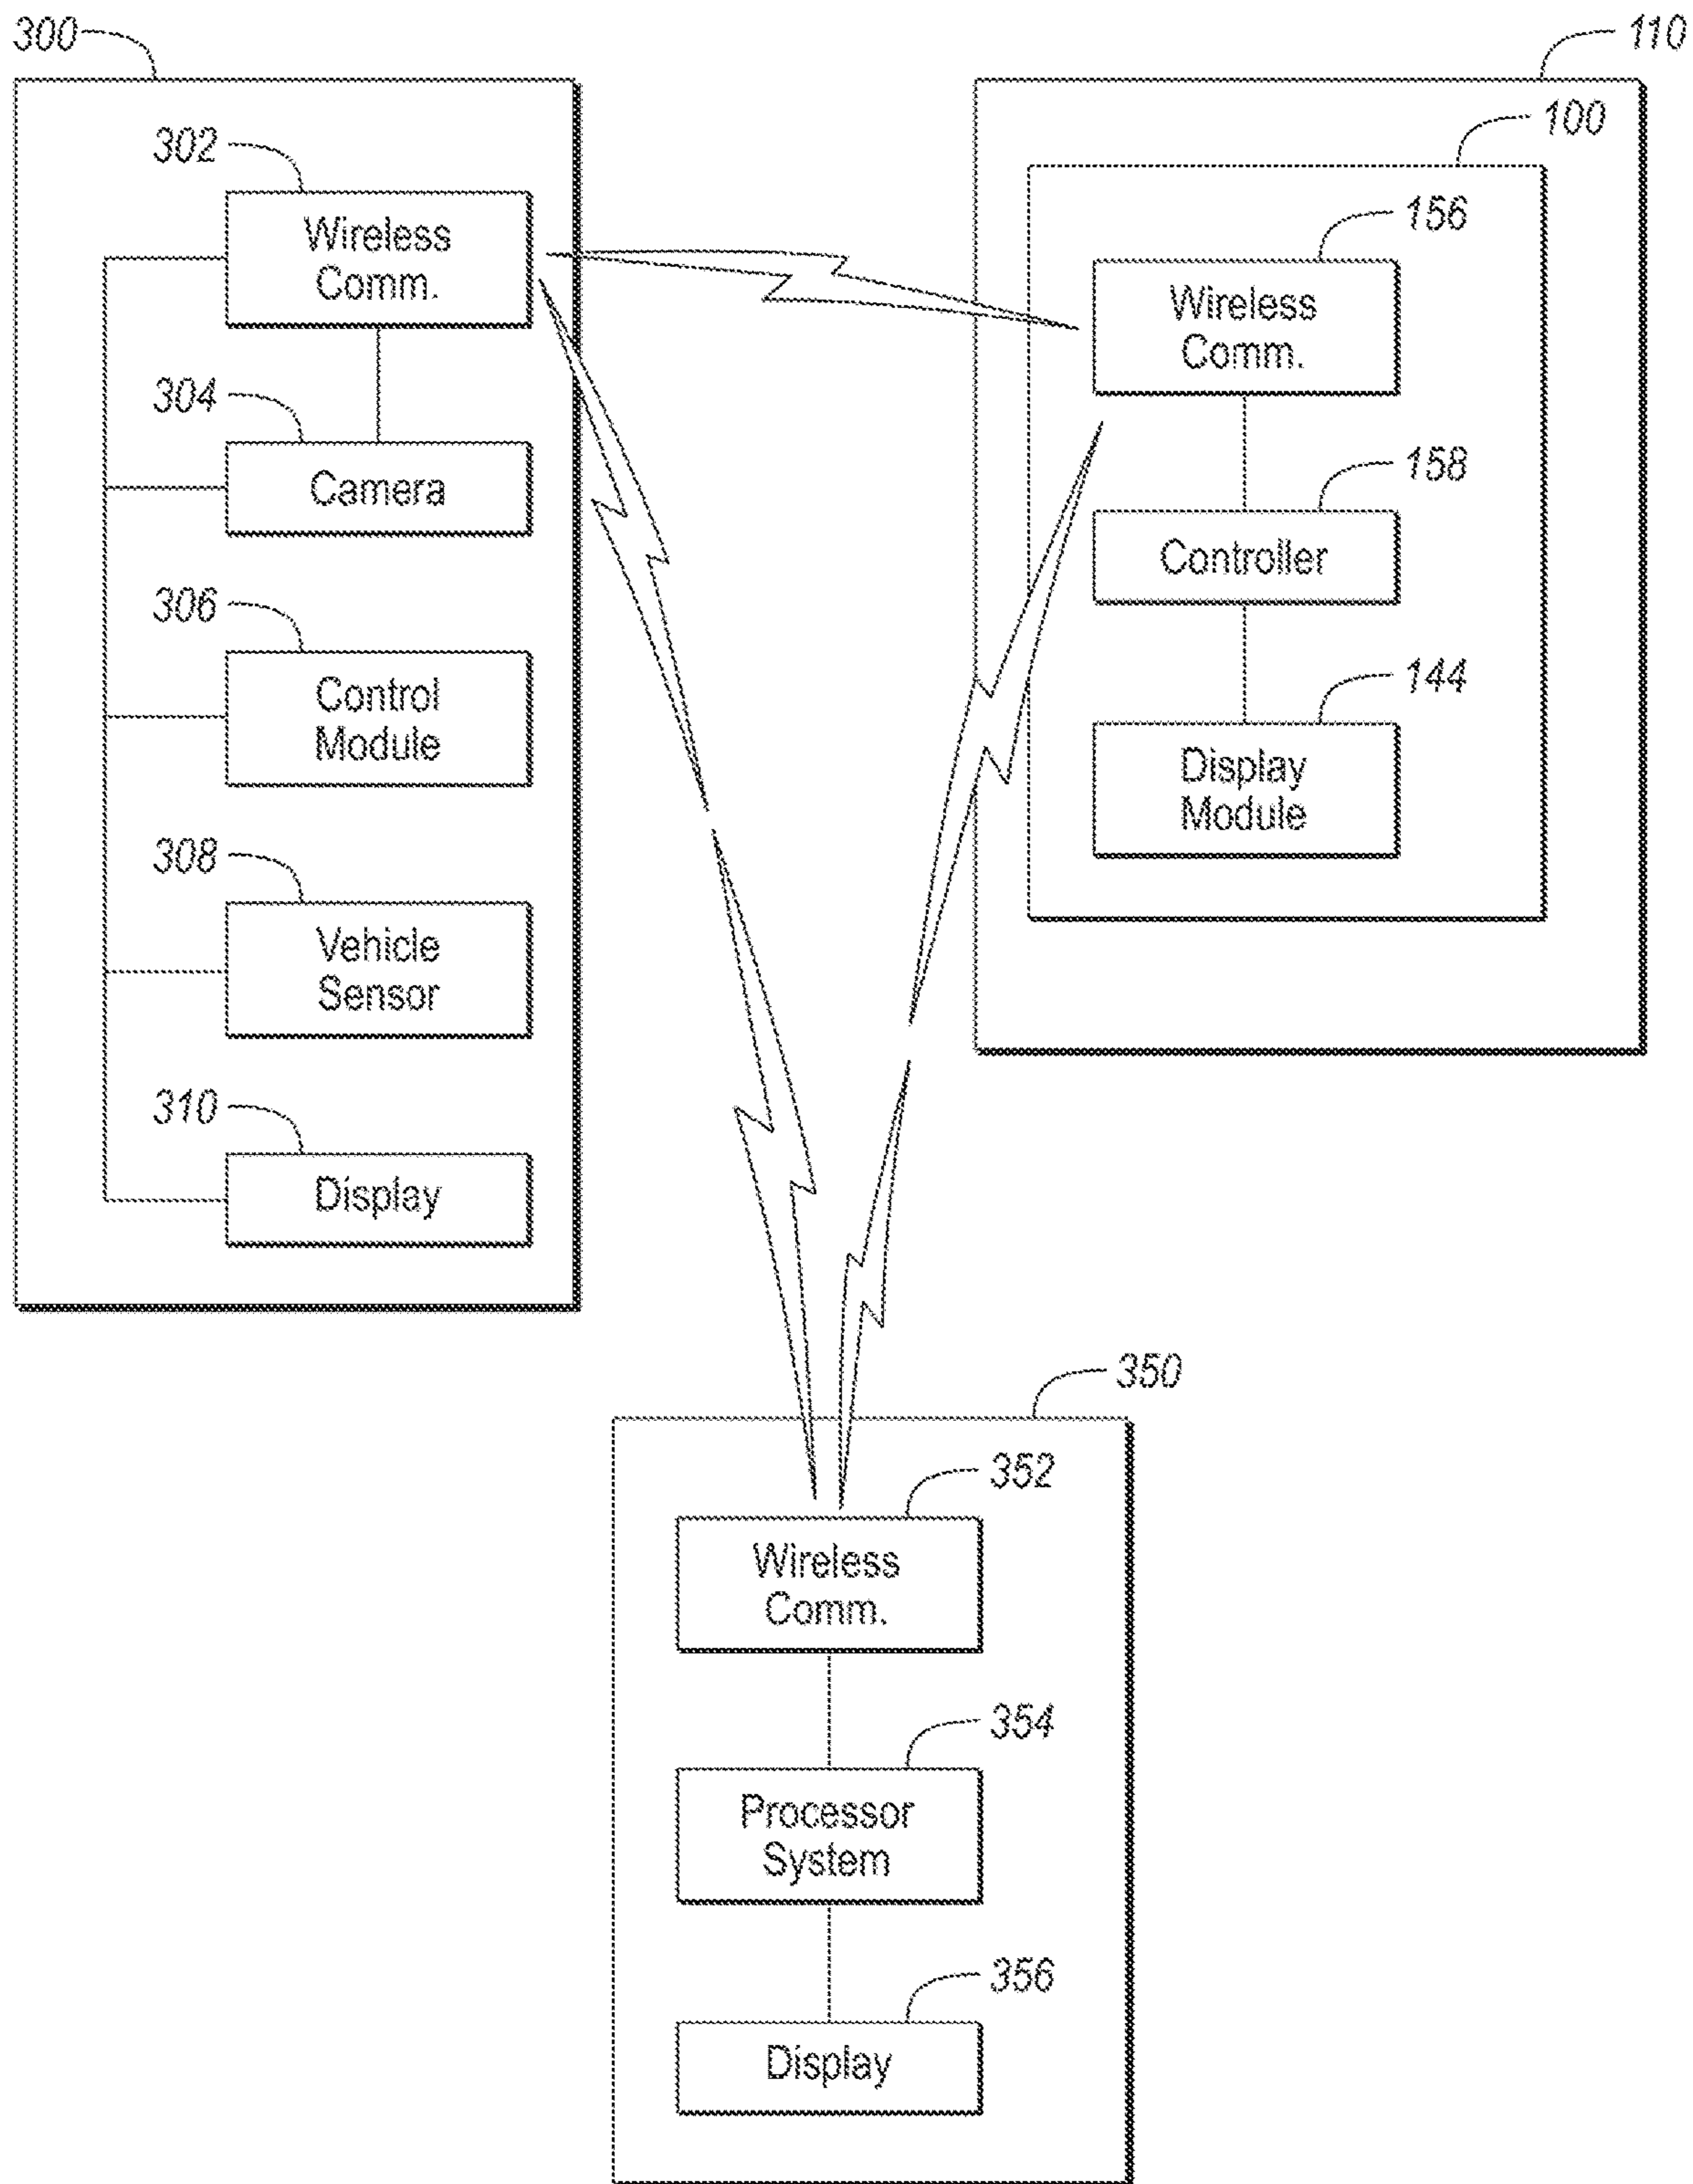 300
302
Wireless
Comm.
304
Camera
306
Control
Module
308
Vehicle
Sensor
310
Display
110
100
156
Wireless
Comm.
158
Controller
144
Display
Module
350
352
Wireless
Comm.
354
Processor
System
356
Display